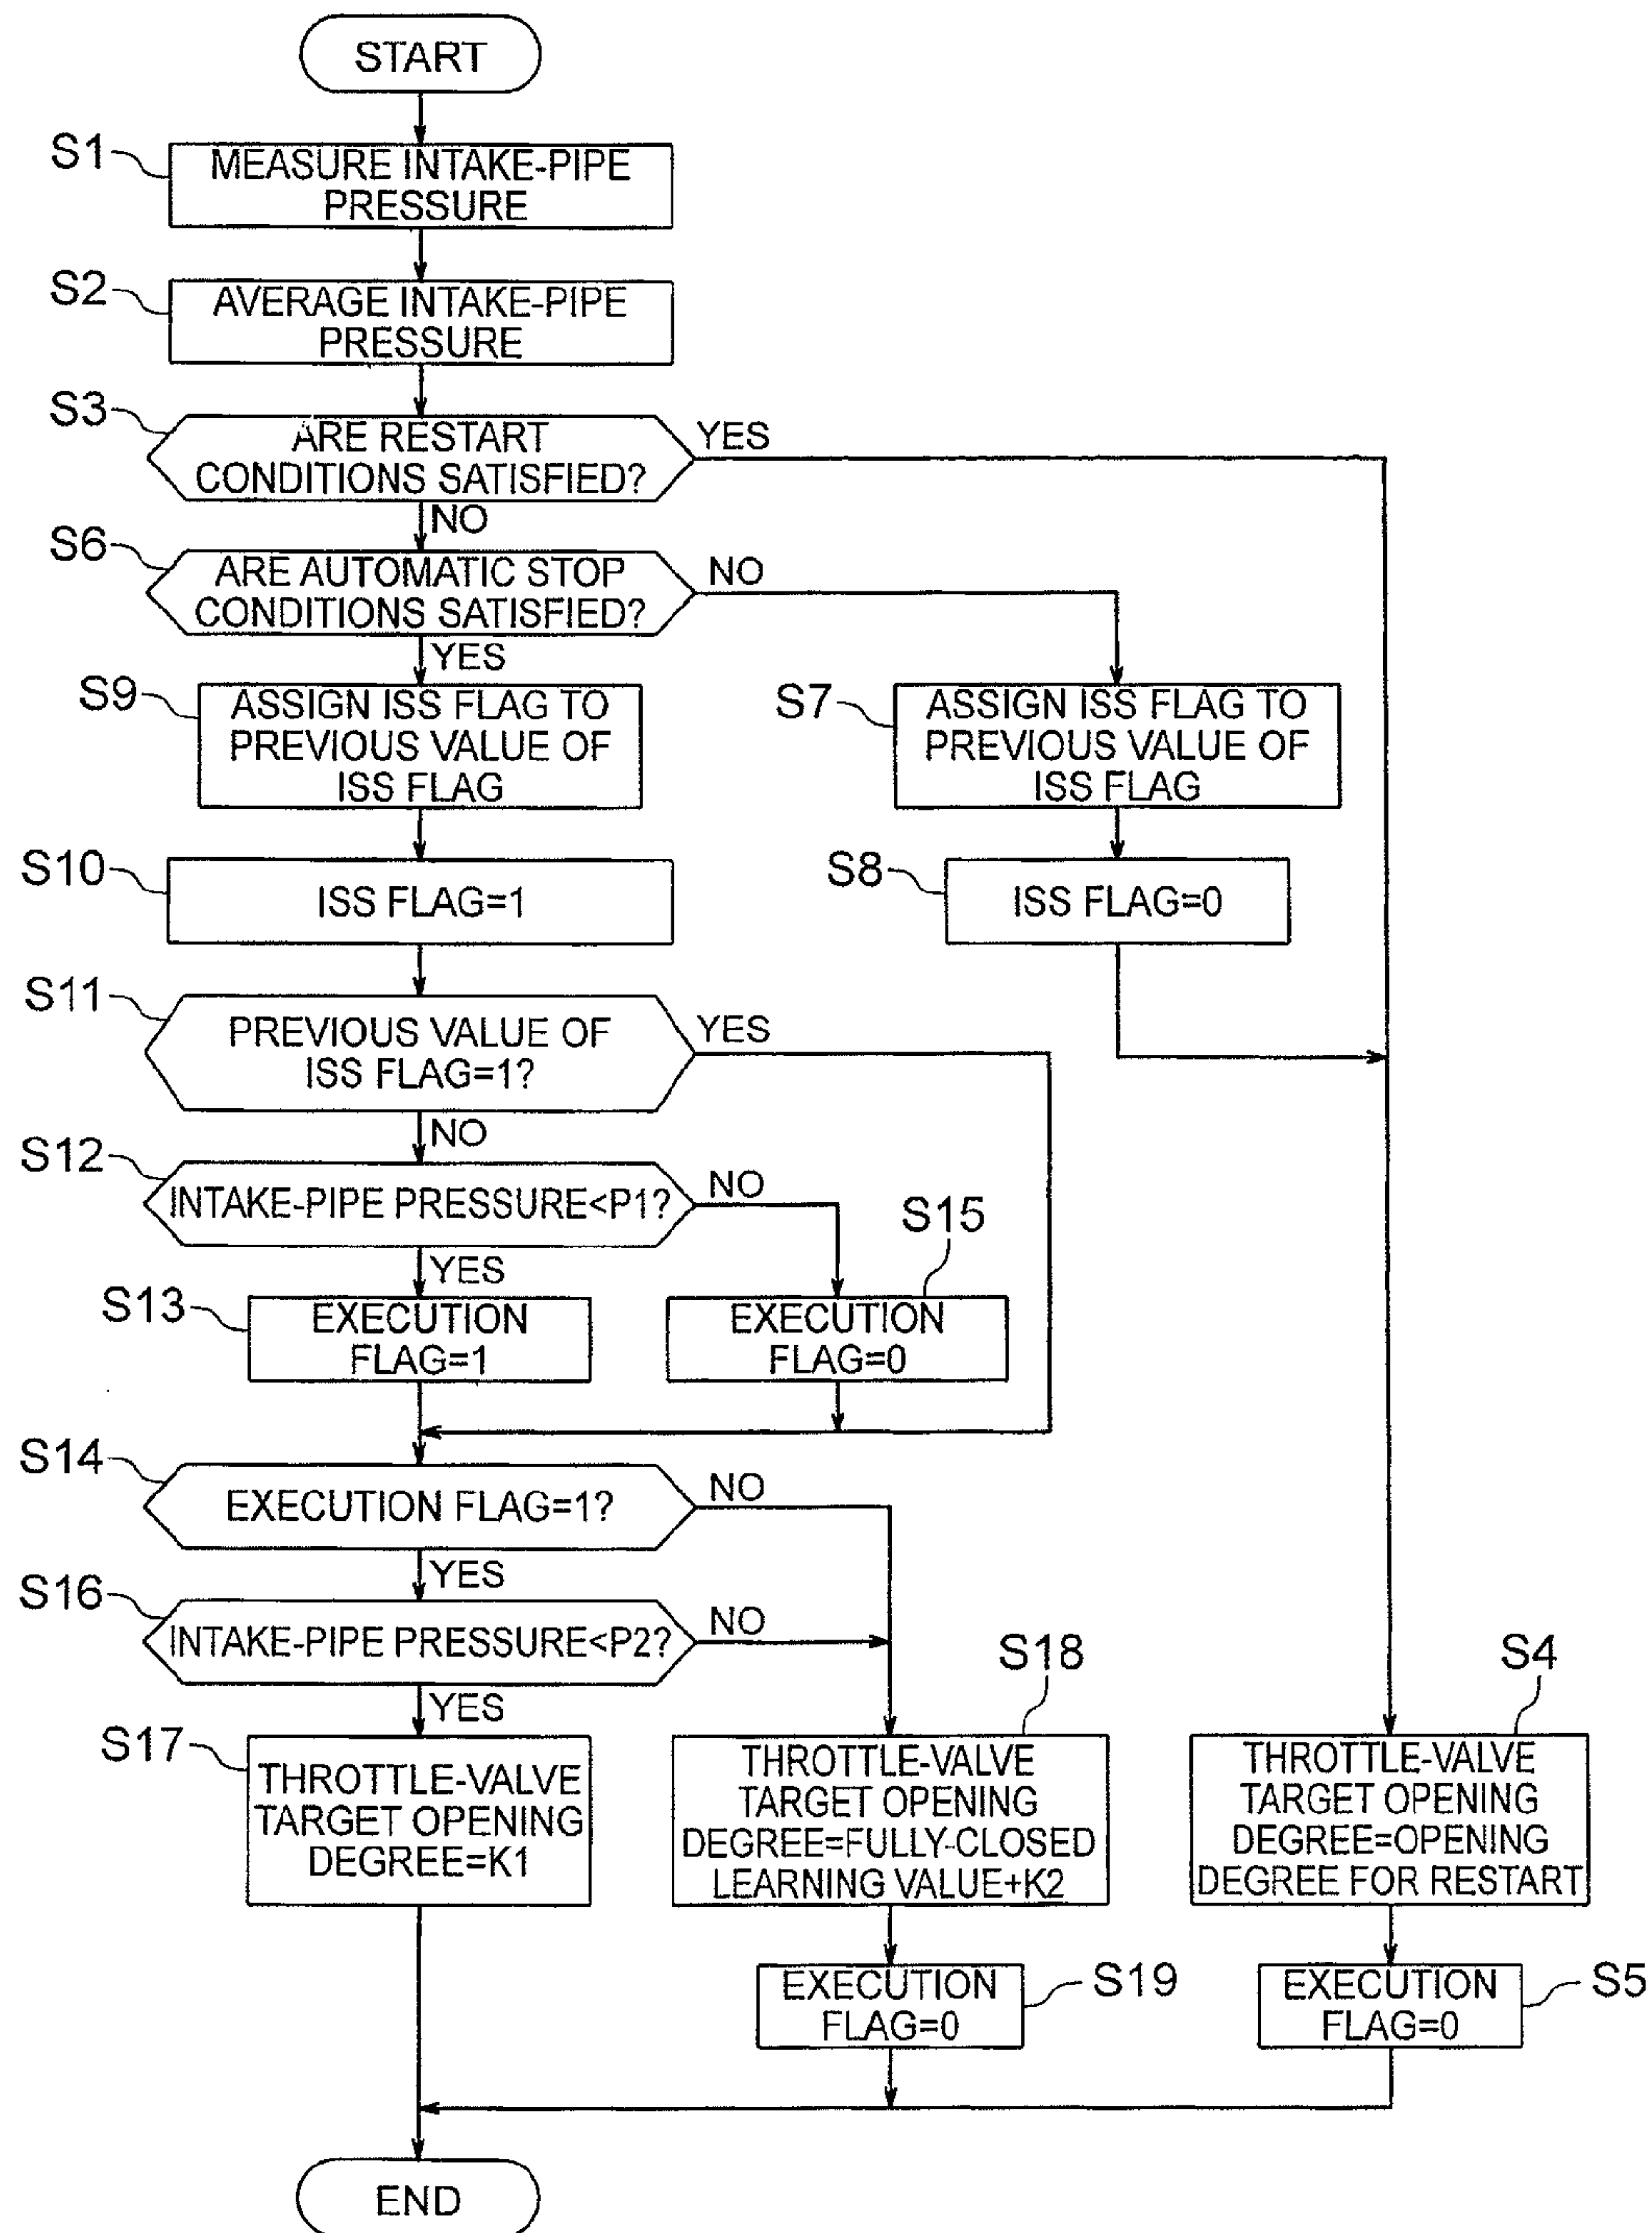 START
S1
MEASURE INTAKE-PIPE
PRESSURE
S2
AVERAGE INTAKE-PIPE
PRESSURE
S3
ARE RESTART
CONDITIONS SATISFIED?
YES
NO
S6
ARE AUTOMATIC STOP
CONDITIONS SATISFIED?
NO
YES
S9
ASSIGN ISS FLAG TO
PREVIOUS VALUE OF
ISS FLAG
S7
ASSIGN ISS FLAG TO
PREVIOUS VALUE OF
ISS FLAG
S10
ISS FLAG=1
S8
ISS FLAG=0
S11
PREVIOUS VALUE OF
ISS FLAG=1?
YES
NO
S12
INTAKE-PIPE PRESSURE<P1?
NO
YES
S13
EXECUTION
FLAG=1
S15
EXECUTION
FLAG=0
S14
EXECUTION FLAG=1?
NO
YES
S16
INTAKE-PIPE PRESSURE<P2?
NO
YES
S17
THROTTLE-VALVE
TARGET OPENING
DEGREE=K1
S18
THROTTLE-VALVE
TARGET OPENING
DEGREE=FULLY-CLOSED
LEARNING VALUE+K2
S4
THROTTLE-VALVE
TARGET OPENING
DEGREE=OPENING
DEGREE FOR RESTART
EXECUTION
FLAG=0
S19
EXECUTION
FLAG=0
S5
END